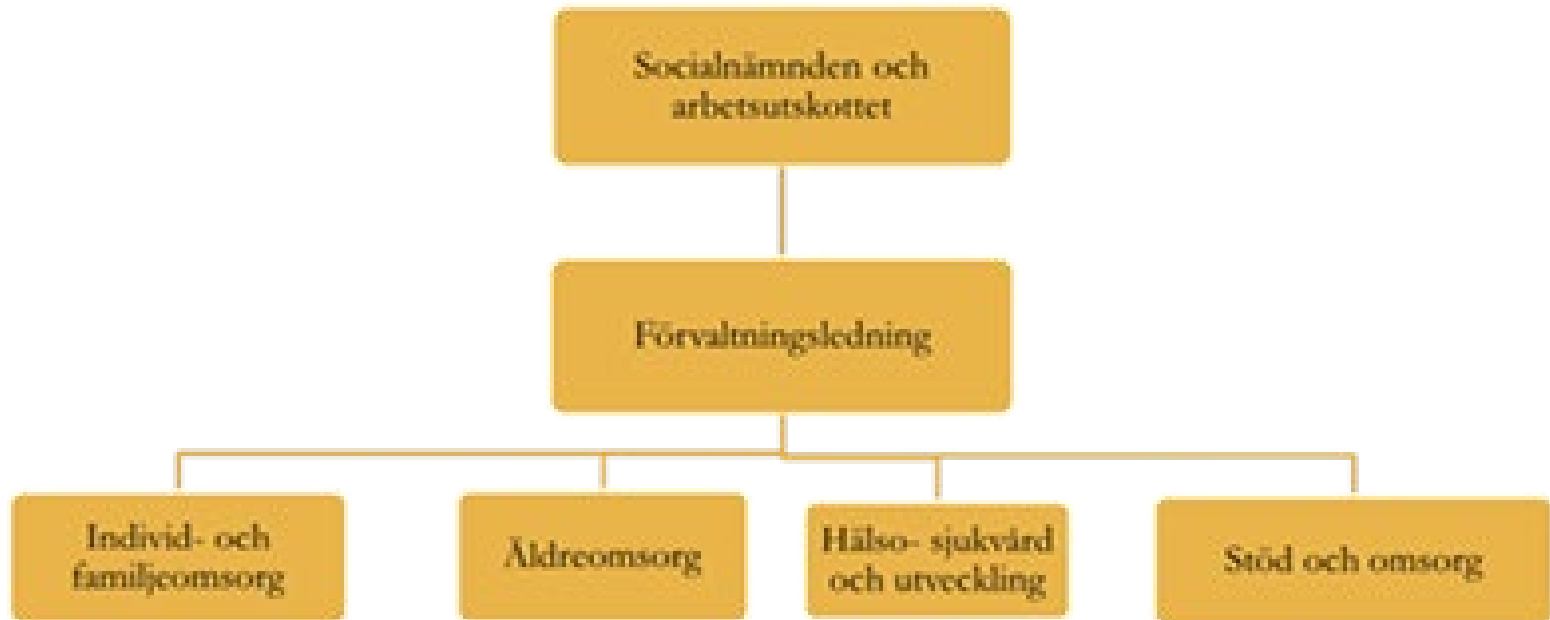 Socialnämnden och
arbetsutskottet
Förvaltningsledning
Individ- och
familjeomsorg
Äldreomsorg
Hälso- sjukvård
och utveckling
Stöd och omsorg